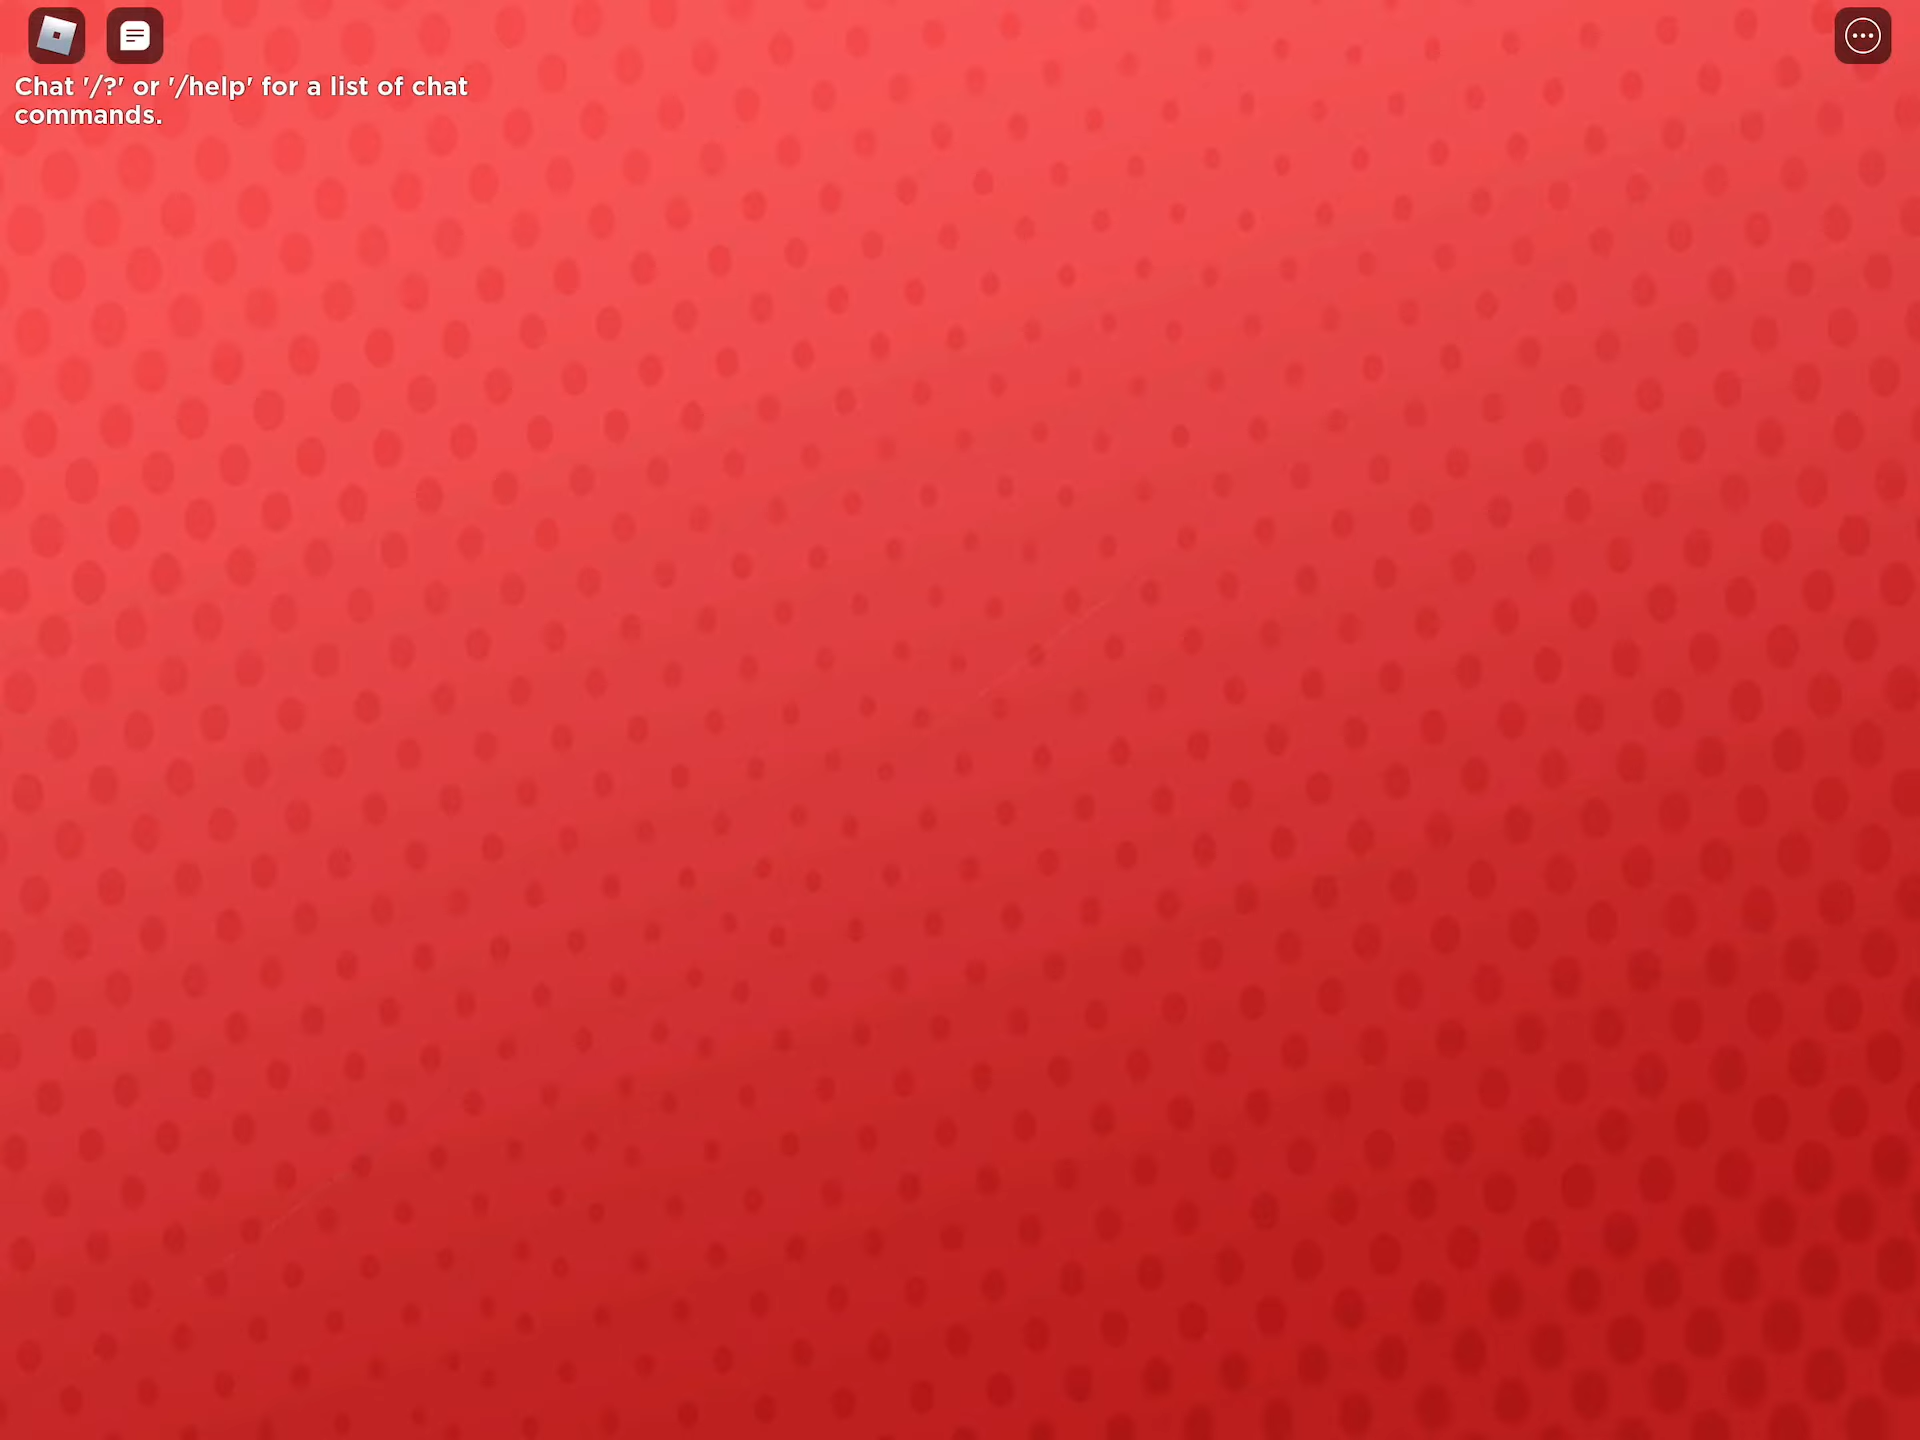 Chat '/?' or '/help' for a list of chat
commands.